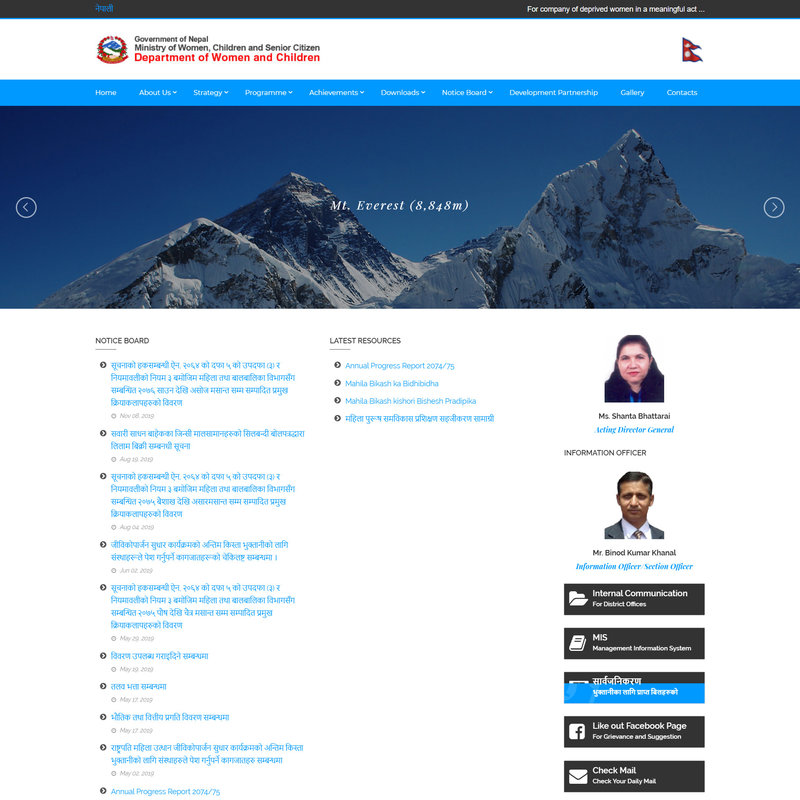 नेपाली
For company of deprived women in a meaningful act ...
Government of Nepal
Ministry of Women, Children and Senior Citizen
Department of Women and Children
Home About Us Strategy Programme Achievements Downloads Notice Board Development Partnership Gallery Contacts
Mt. Everest (8,848m)
NOTICE BOARD
सूचनाको हकसम्बन्धी ऐन, २०६४ को दफा ५ को उपदफा (३) र
नियमावलीको नियम ३ बमोजिम महिला तथा बालबालिका विभागसँग
सम्बन्धित २०७६ साउन देखि असोज मसान्त सम्म सम्पादित प्रमुख
क्रियाकलापहरुको विवरण
Nov 08, 2019
सवारी साधन बाहेकका जिन्सी मालसामानहरुको सिलबन्दी बोलपत्रद्वारा
लिलाम बिक्री सम्बनधी सूचना
Aug 19, 2019
सूचनाको हकसम्बन्धी ऐन, २०६४ को दफा ५ को उपदफा (३) र
नियमावलीको नियम ३ बमोजिम महिला तथा बालबालिका विभागसँग
सम्बन्धित २०७५ बैशाख देखि असारमसान्त सम्म सम्पादित प्रमुख
क्रियाकलापहरुको विवरण
Aug 04, 2019
जीविकोपार्जन सुधार कार्यक्रमको अन्तिम किस्ता भुक्तानीको लागि
संस्थाहरूले पेश गर्नुपर्ने कागजातहरूको चेकलिष्ट सम्बन्धमा ।
Jun 02, 2019
सूचनाको हकसम्बन्धी ऐन, २०६४ को दफा ५ को उपदफा (३) र
नियमावलीको नियम ३ बमोजिम महिला तथा बालबालिका विभागसँग
सम्बन्धित २०७५ पौष देखि चैत्र मसान्त सम्म सम्पादित प्रमुख
क्रियाकलापहरुको विवरण
May 29, 2019
विवरण उपलब्ध गराइदिने सम्बन्धमा
May 19, 2019
तलव भत्ता सम्बन्धमा
May 17, 2019
भौतिक तथा वित्तीय प्रगति विवरण सम्बन्धमा
May 17, 2019
राष्ट्रपति महिला उत्थान जीविकोपार्जन सुधार कार्यक्रमको अन्तिम किस्ता
भुक्तानीको लागि संस्थाहरुले पेश गर्नुपर्ने कागजातहरु सम्बन्धमा
May 02, 2019
Annual Progress Report 2074/75
LATEST RESOURCES
Annual Progress Report 2074/75
Mahila Bikash ka Bidhibidha
Mahila Bikash kishori Bishesh Pradipika
महिला पुरूष समविकास प्रशिक्षण सहजीकरण सामाग्री
Ms. Shanta Bhattarai
Acting Director General
INFORMATION OFFICER
Mr. Binod Kumar Khanal
Information Officer/Section Officer
Internal Communication
For District Offices
MIS
Management Information System
सार्वजनिकरण
भुक्तानीका लागि प्राप्त बिलहरुको
Like out Facebook Page
For Grievance and Suggestion
Check Mail
Check Your Daily Mail